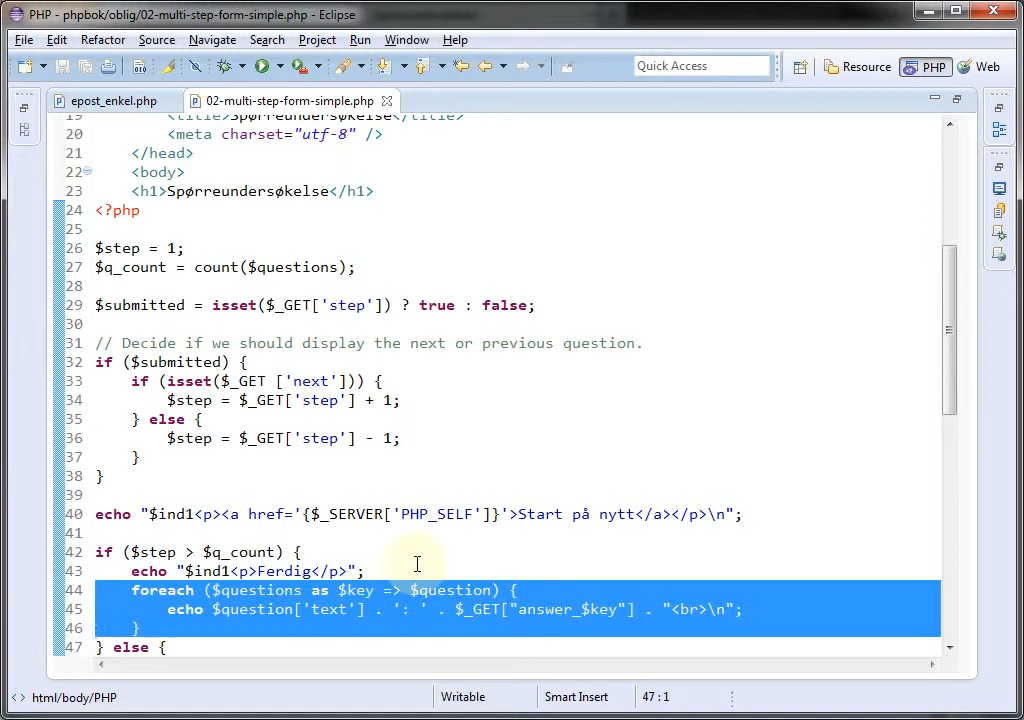 PHP - phpbok/oblig/02-multi-step-form-simple.php - Eclipse
File Edit Refactor Source Navigate Search Project Run Window Help
Quick Access Resource PHP Web
epost_enkel.php 02-multi-step-form-simple.php
19 <title>Spørreundersøkelse</title>
20 <meta charset="utf-8" />
21 </head>
22 <body>
23 <h1>Spørreundersøkelse</h1>
24 <?php
25
26 $step = 1;
27 $q_count = count($questions);
28
29 $submitted = isset($_GET['step']) ? true : false;
30
31 // Decide if we should display the next or previous question.
32 if ($submitted) {
33 if (isset($_GET ['next'])) {
34 $step = $_GET['step'] + 1;
35 } else {
36 $step = $_GET['step'] - 1;
37 }
38 }
39
40 echo "$ind1<p><a href='{$_SERVER['PHP_SELF']}'>Start på nytt</a></p>\n";
41
42 if ($step > $q_count) {
43 echo "$ind1<p>Ferdig</p>";
44 foreach ($questions as $key => $question) {
45 echo $question['text'] . ': ' . $_GET["answer_$key"] . "<br>\n";
46 }
47 } else {
html/body/PHP Writable Smart Insert 47 : 1